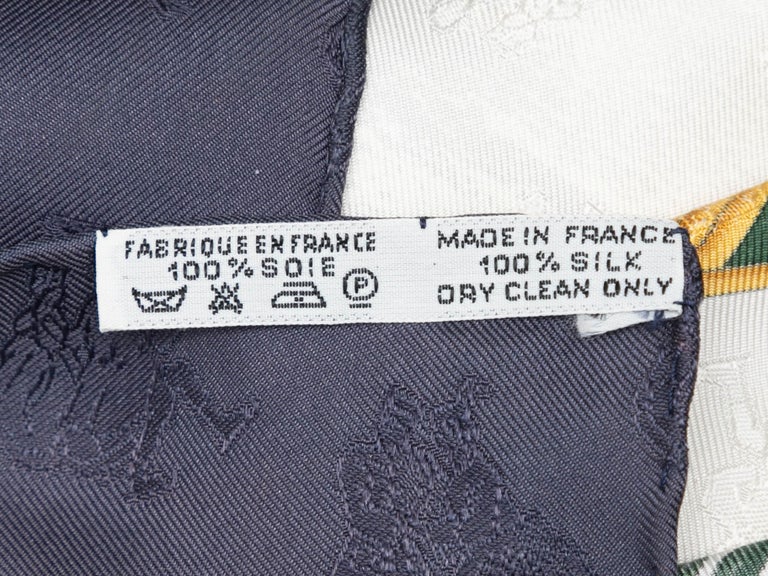 FABRIQUE EN FRANCE
100% SOIE
P
MADE IN FRANCE
100% SILK
DRY CLEAN ONLY